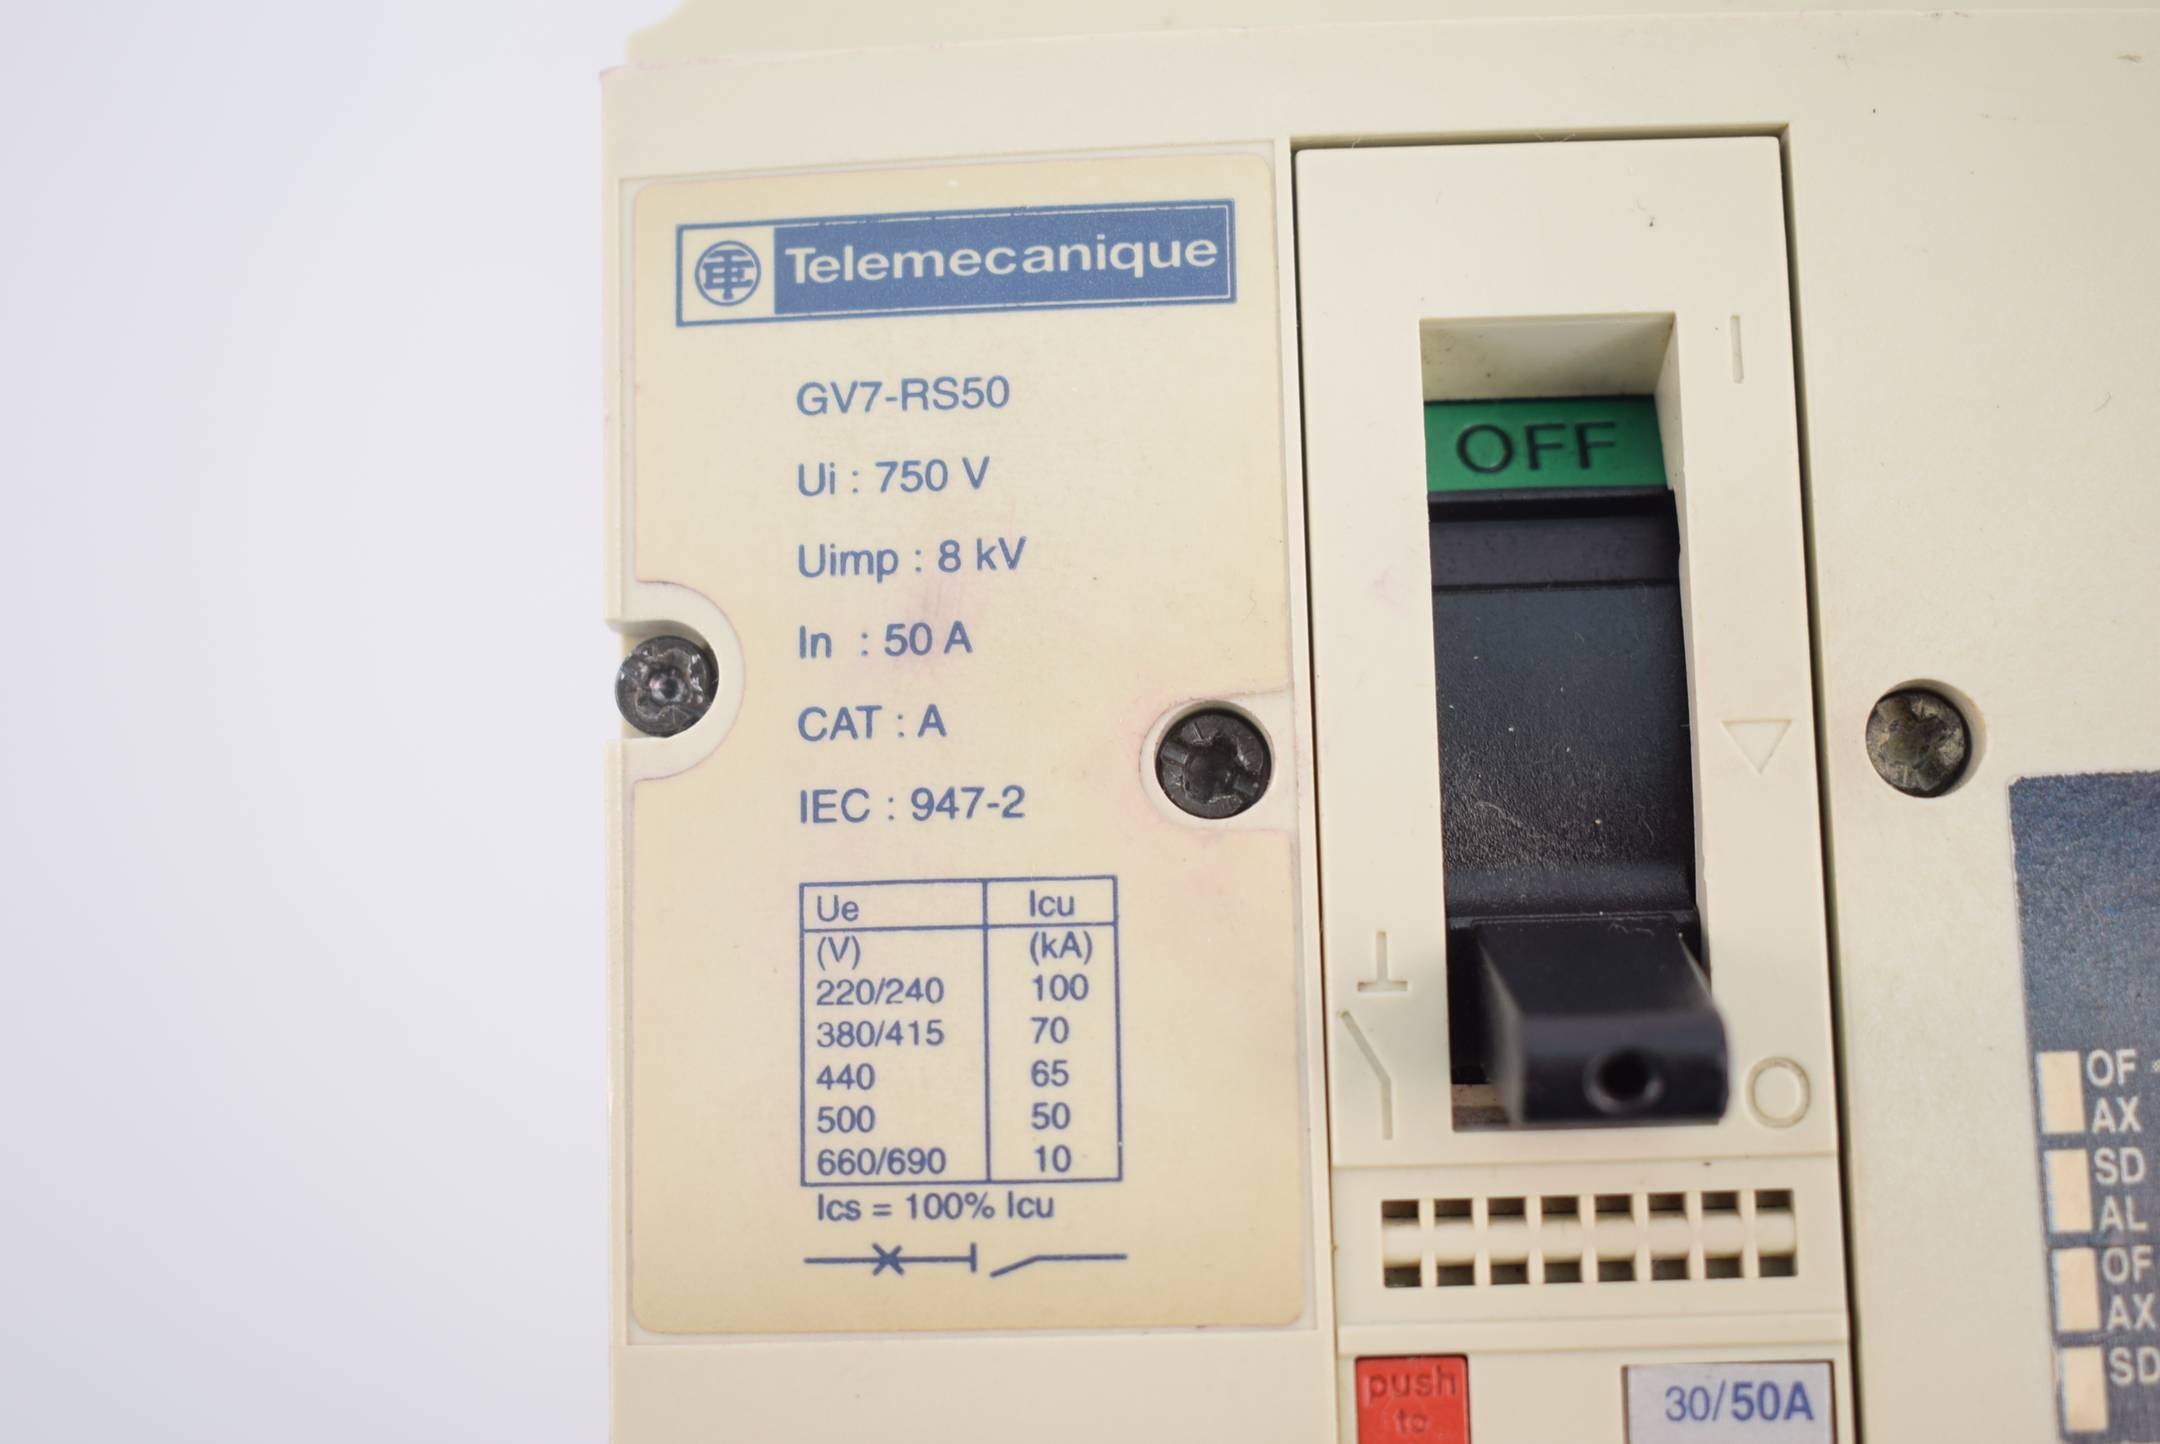 Telemecanique
GV7-RS50
Ui : 750 V
Uimp : 8 kV
In : 50 A
CAT : A
IEC : 947-2
Ue Icu
(V) (kA)
220/240 100
380/415 70
440 65
500 50
660/690 10
Ics = 100% Icu
OFF
push
to
30/50A
OF
AX
SD
AL
OF
AX
SD